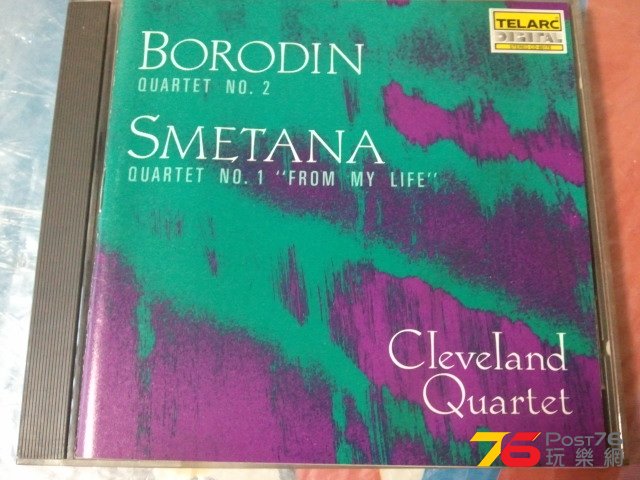 TELARC
DIGITAL
BORODIN
QUARTET NO. 2
SMETANA
QUARTET NO. 1 "FROM MY LIFE"
Cleveland
Quartet
76 POST76
玩樂網